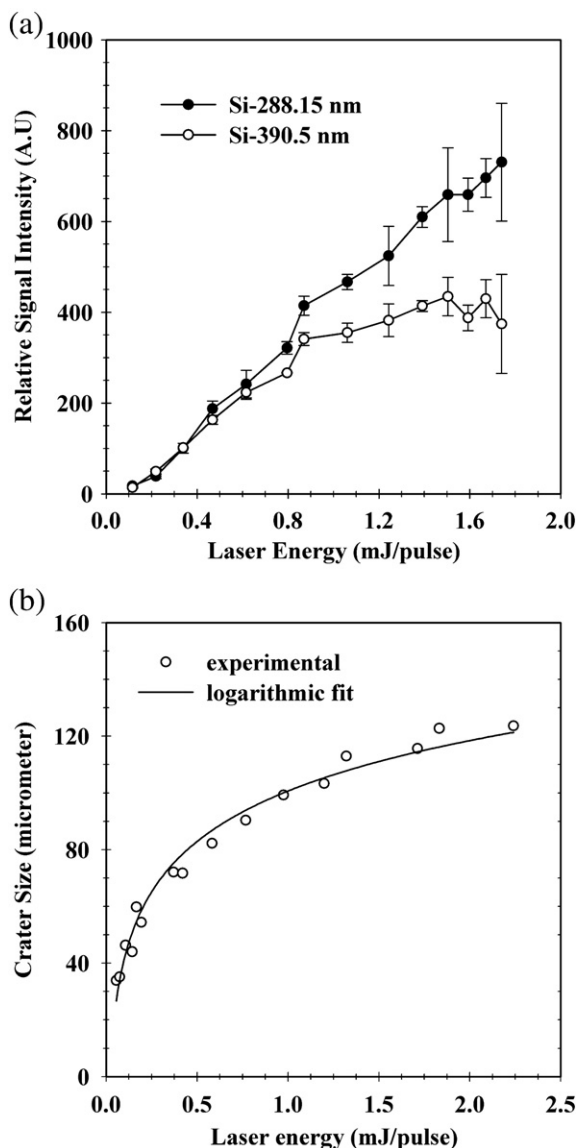 (a)
1000
800
600
400
200
0
Relative Signal Intensity (A.U)
Si-288.15 nm
Si-390.5 nm
0.0 0.4 0.8 1.2 1.6 2.0
Laser Energy (mJ/pulse)
(b)
160
120
80
40
0
Crater Size (micrometer)
experimental
logarithmic fit
0.0 0.5 1.0 1.5 2.0 2.5
Laser energy (mJ/pulse)